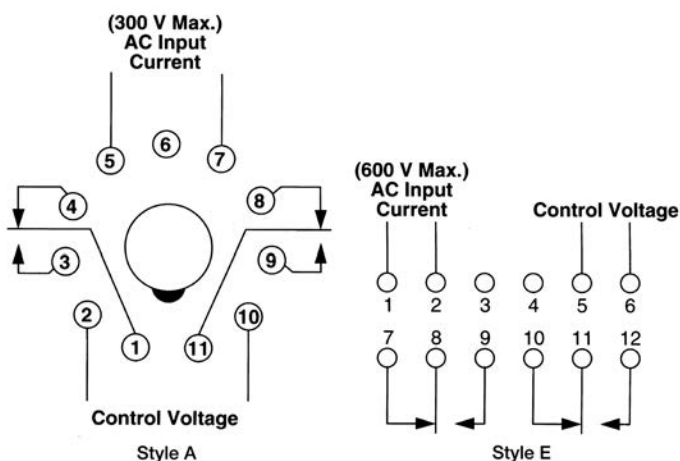 (300 V Max.)
AC Input
Current
5
6
7
4
8
3
9
2
10
1
11
Control Voltage
Style A
(600 V Max.)
AC Input
Current
Control Voltage
1 2 3 4 5 6
7 8 9 10 11 12
Style E